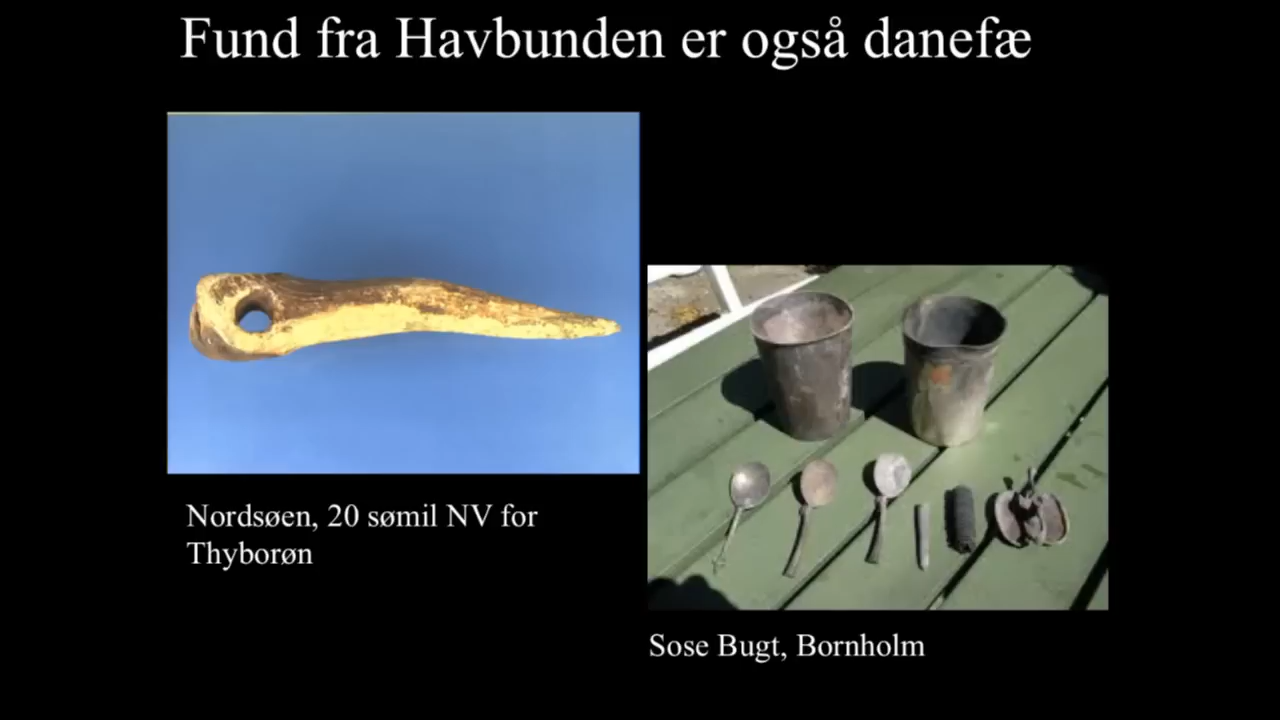 Fund fra Havbunden er også danefæ
Nordsøen, 20 sømil NV for
Thyborøn
Sose Bugt, Bornholm